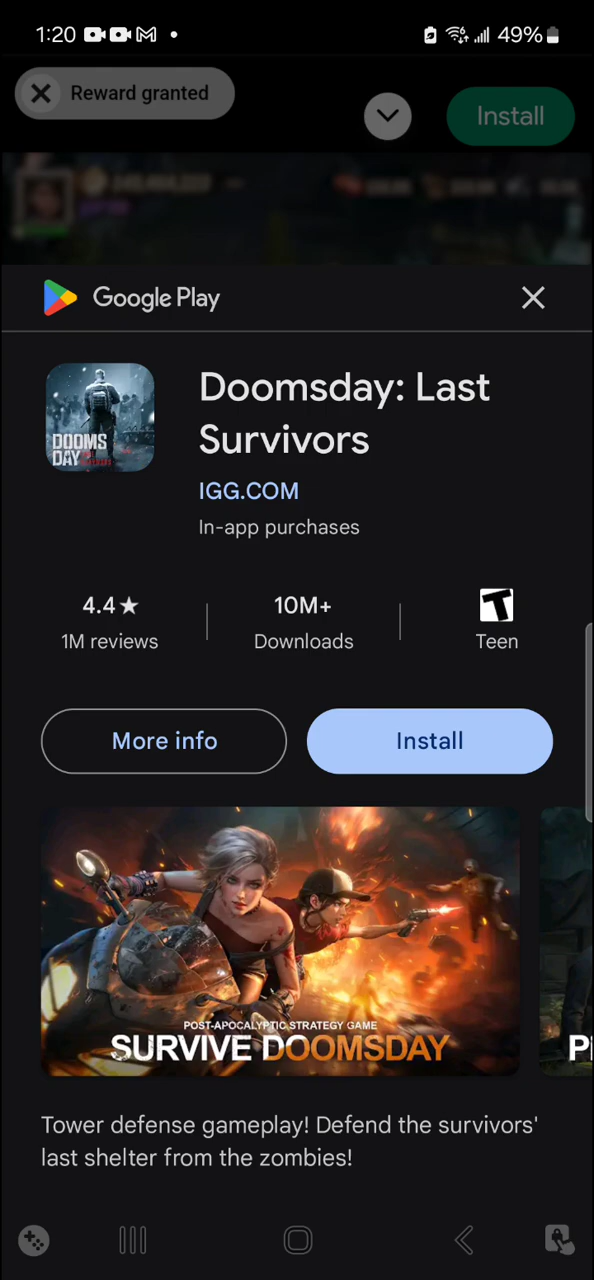 1:20
49%
Reward granted
Install
Google Play
Doomsday: Last
Survivors
DOOMS
DAY
IGG.COM
In-app purchases
4.4★
10M+
T
1M reviews
Downloads
Teen
More info
Install
POST-APOCALYPTIC STRATEGY GAME
SURVIVE DOOMSDAY
Tower defense gameplay! Defend the survivors'
last shelter from the zombies!